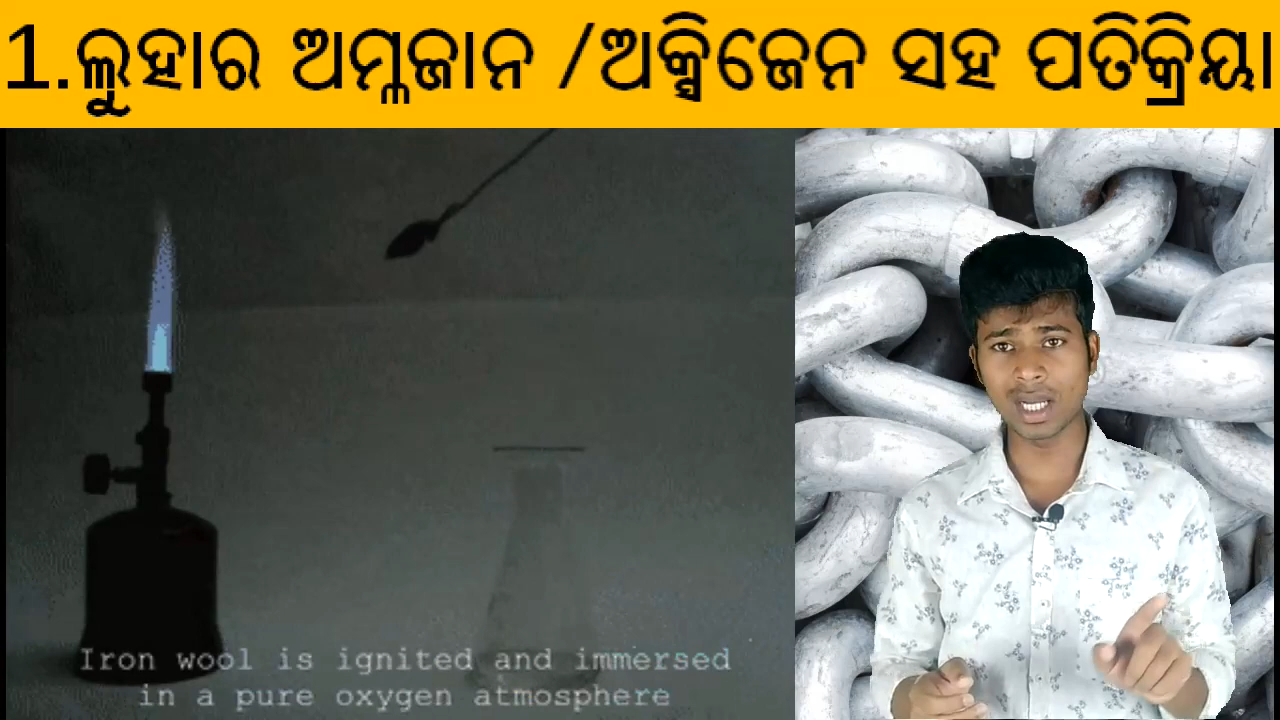 1.ଲୁହାର ଅମ୍ଳଜାନ /ଅକ୍ସିଜେନ ସହ ପତିକ୍ରିୟା
Iron wool is ignited and immersed
in a pure oxygen atmosphere